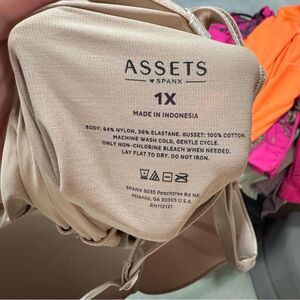 ASSETS
♥ SPANX
1X
MADE IN INDONESIA
BODY: 64% NYLON, 36% ELASTANE. GUSSET: 100% COTTON.
MACHINE WASH COLD, GENTLE CYCLE.
ONLY NON-CHLORINE BLEACH WHEN NEEDED.
LAY FLAT TO DRY. DO NOT IRON.
SPANX 3035 Peachtree Rd NE
Atlanta, GA 30305 U.S.A.
RN112121